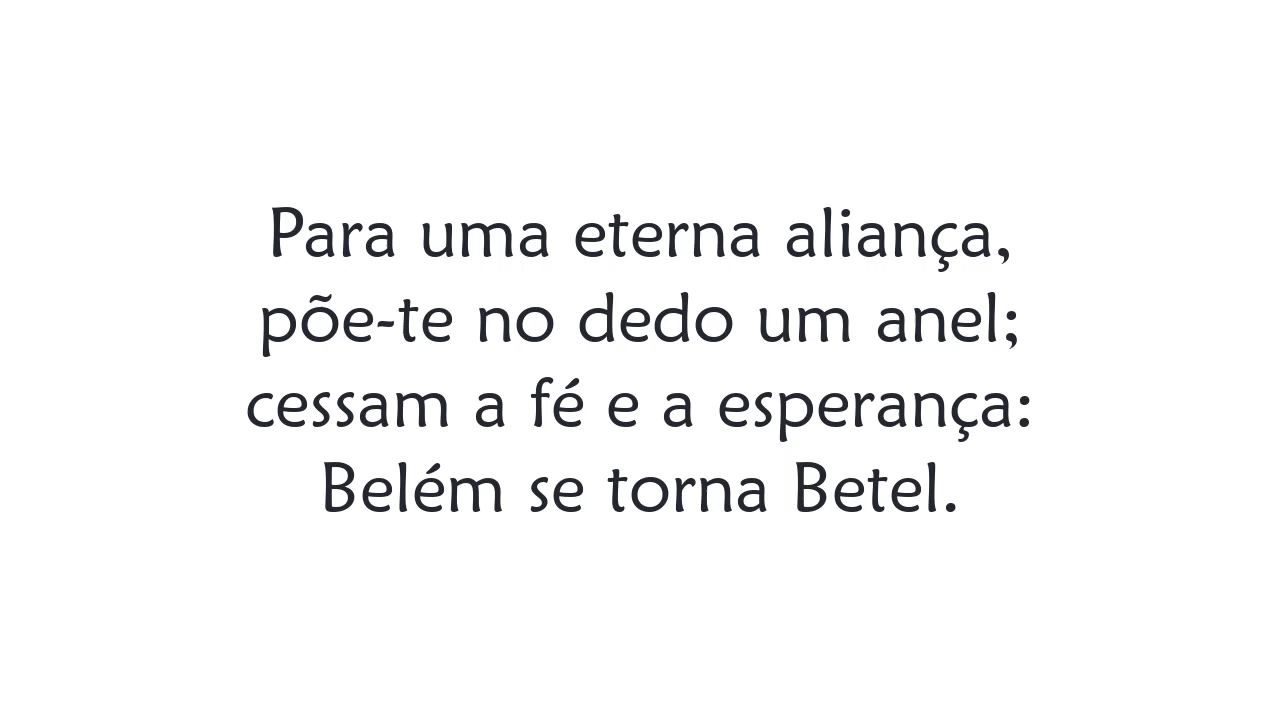 Para uma eterna aliança,
põe-te no dedo um anel;
cessam a fé e a esperança:
Belém se torna Betel.